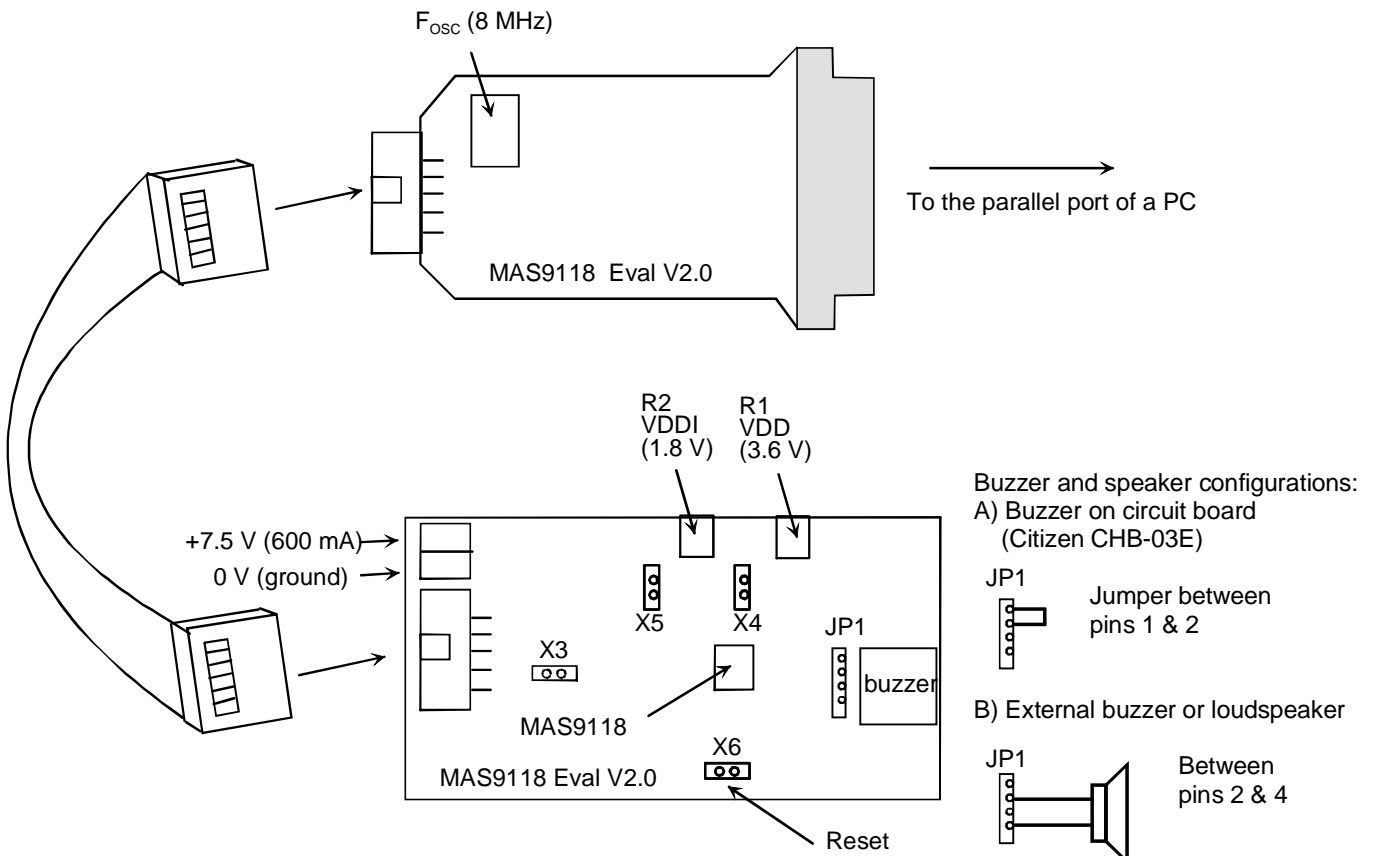 F_OSC (8 MHz)
To the parallel port of a PC
MAS9118 Eval V2.0
R2
VDDI
(1.8 V)
R1
VDD
(3.6 V)
+7.5 V (600 mA)
0 V (ground)
X5
X4
X3
JP1
buzzer
MAS9118
X6
MAS9118 Eval V2.0
Reset
Buzzer and speaker configurations:
A) Buzzer on circuit board
(Citizen CHB-03E)
JP1
Jumper between
pins 1 & 2
B) External buzzer or loudspeaker
JP1
Between
pins 2 & 4